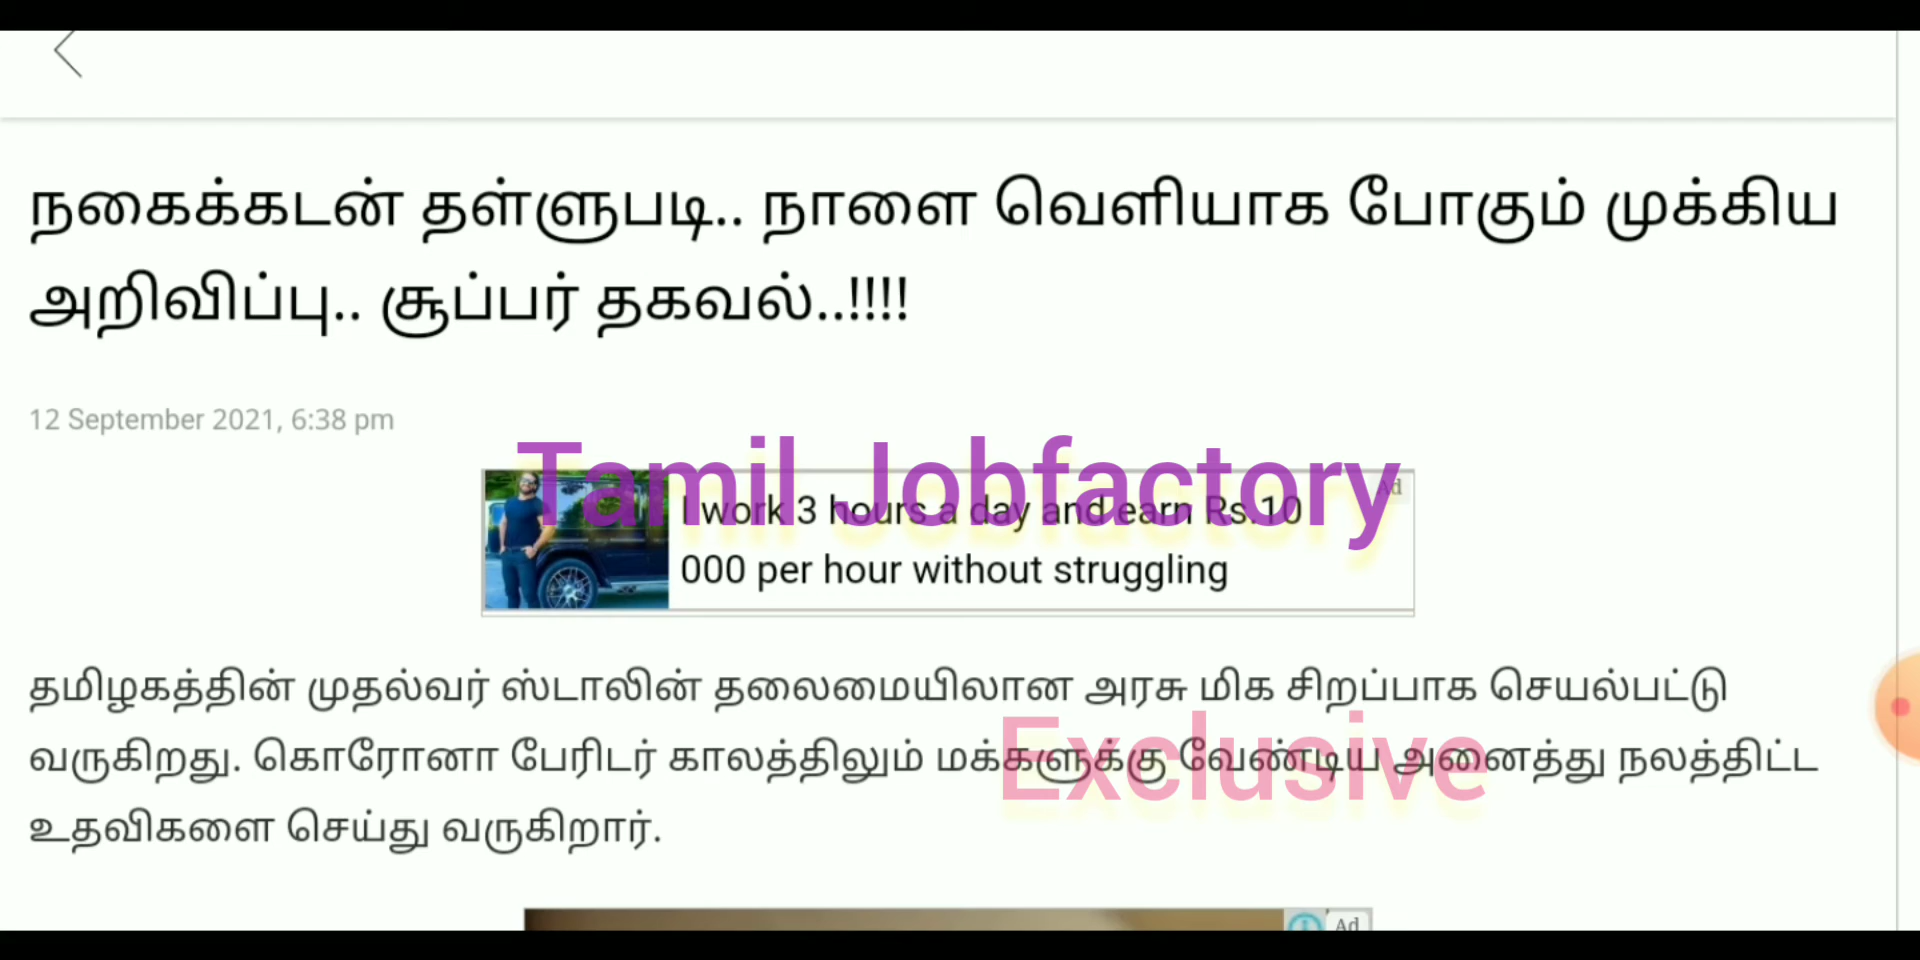 நகைக்கடன் தள்ளுபடி.. நாளை வெளியாக போகும் முக்கிய
அறிவிப்பு.. சூப்பர் தகவல்..!!!!
12 September 2021, 6:38 pm
Tamil Jobfactory
Ad
I work 3 hours a day and earn Rs.10
000 per hour without struggling
தமிழகத்தின் முதல்வர் ஸ்டாலின் தலைமையிலான அரசு மிக சிறப்பாக செயல்பட்டு
Exclusive
வருகிறது. கொரோனா பேரிடர் காலத்திலும் மக்களுக்கு வேண்டிய அனைத்து நலத்திட்ட
உதவிகளை செய்து வருகிறார்.
Ad